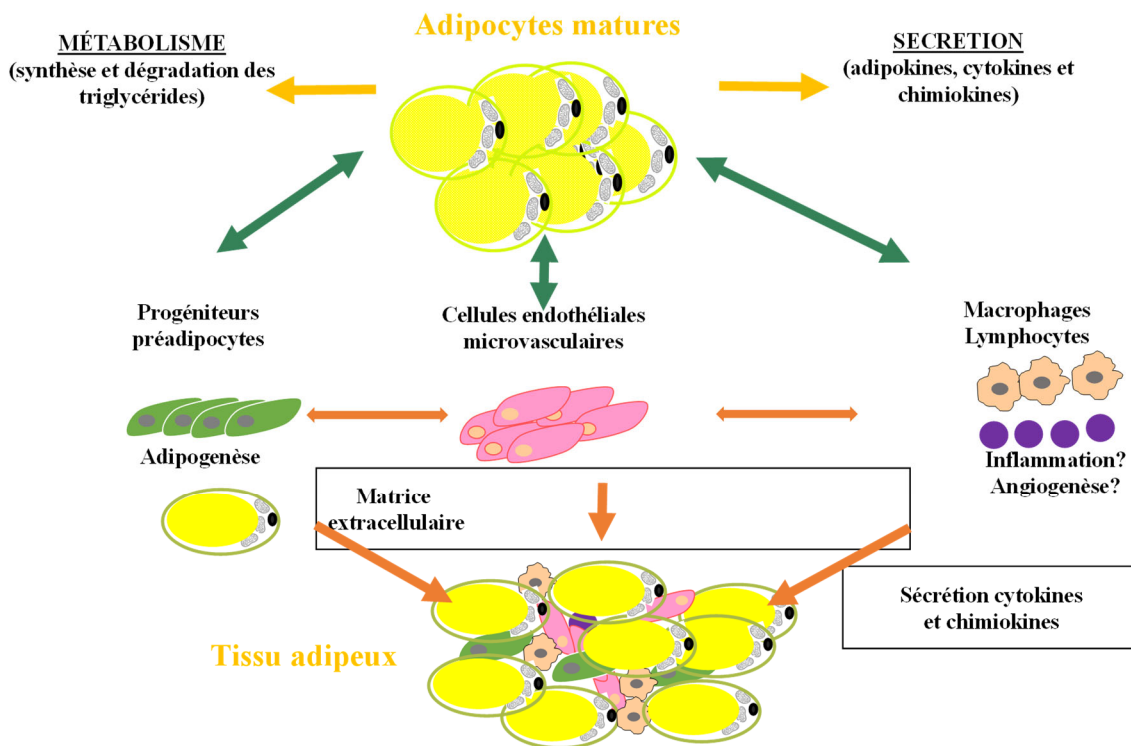 Adipocytes matures
MÉTABOLISME
(synthèse et dégradation des
triglycérides)
SECRETION
(adipokines, cytokines et
chimiokines)
Progéniteurs
préadipocytes
Cellules endothéliales
microvasculaires
Macrophages
Lymphocytes
Adipogenèse
Inflammation?
Angiogenèse?
Matrice
extracellulaire
Sécrétion cytokines
et chimiokines
Tissu adipeux